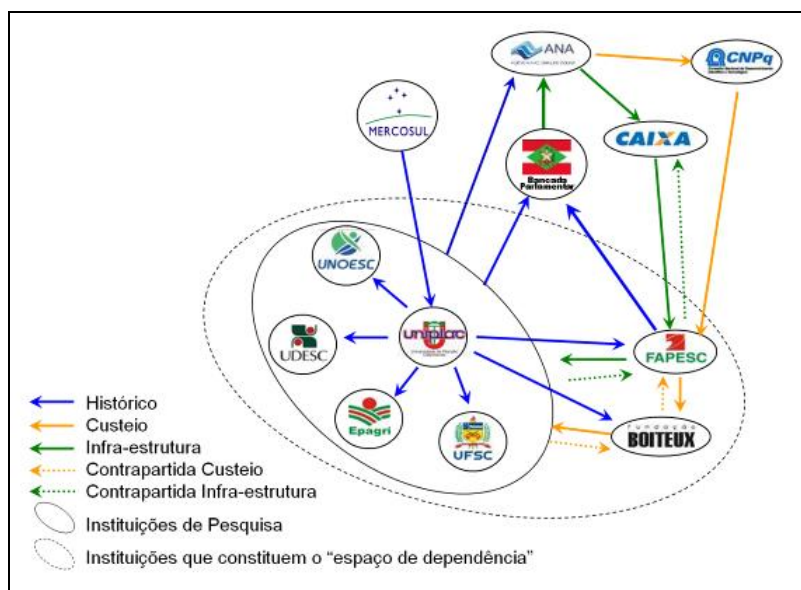 ANA
CNPq
MERCOSUL
CAIXA
Bancada
Parlamentar
UNOESC
uniplac
UDESC
FAPESC
Epagri
UFSC
Fundação
BOITEUX
Histórico
Custeio
Infra-estrutura
Contrapartida Custeio
Contrapartida Infra-estrutura
Instituições de Pesquisa
Instituições que constituem o “espaço de dependência”